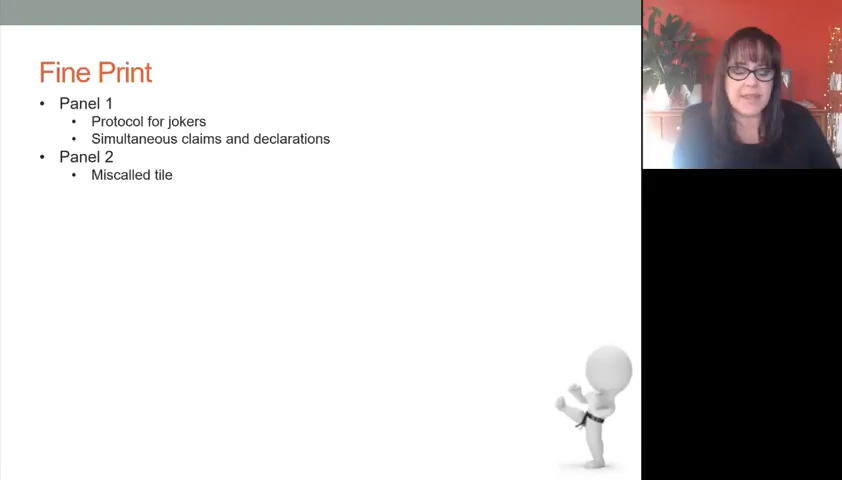 Fine Print
• Panel 1
• Protocol for jokers
• Simultaneous claims and declarations
• Panel 2
• Miscalled tile